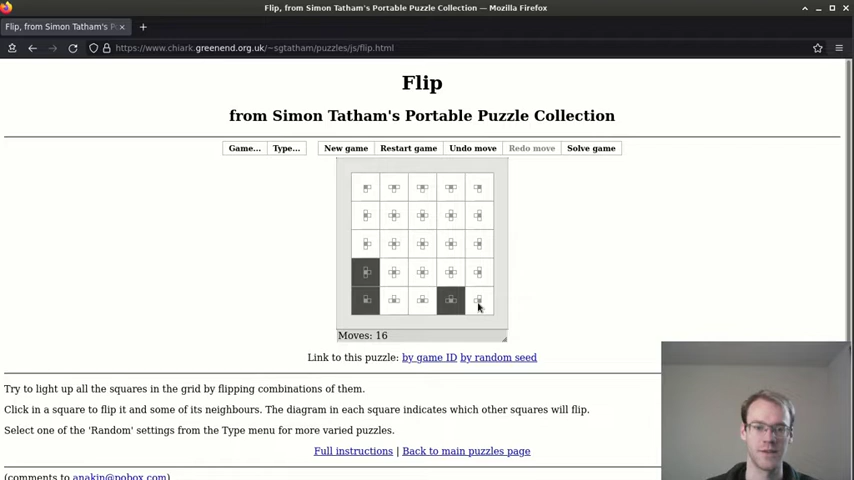 Flip, from Simon Tatham's Portable Puzzle Collection — Mozilla Firefox
Flip, from Simon Tatham's P
https://www.chiark.greenend.org.uk/~sgtatham/puzzles/js/flip.html
Flip
from Simon Tatham's Portable Puzzle Collection
Game... Type... New game Restart game Undo move Redo move Solve game
Moves: 16
Link to this puzzle: by game ID by random seed
Try to light up all the squares in the grid by flipping combinations of them.
Click in a square to flip it and some of its neighbours. The diagram in each square indicates which other squares will flip.
Select one of the 'Random' settings from the Type menu for more varied puzzles.
Full instructions | Back to main puzzles page
(comments to anakin@pobox.com)